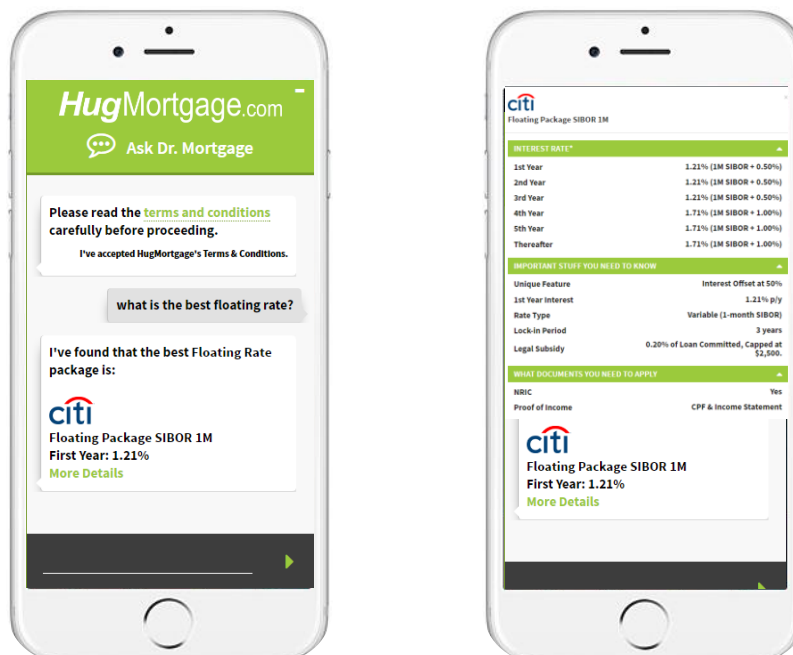 HugMortgage.com
Ask Dr. Mortgage
Please read the terms and conditions
carefully before proceeding.
I've accepted HugMortgage's Terms & Conditions.
what is the best floating rate?
I've found that the best Floating Rate
package is:
citi
Floating Package SIBOR 1M
First Year: 1.21%
More Details
citi
Floating Package SIBOR 1M
INTEREST RATE*
1st Year 1.21% (1M SIBOR + 0.50%)
2nd Year 1.21% (1M SIBOR + 0.50%)
3rd Year 1.21% (1M SIBOR + 0.50%)
4th Year 1.71% (1M SIBOR + 1.00%)
5th Year 1.71% (1M SIBOR + 1.00%)
Thereafter 1.71% (1M SIBOR + 1.00%)
IMPORTANT STUFF YOU NEED TO KNOW
Unique Feature Interest Offset at 50%
1st Year Interest 1.21% p/y
Rate Type Variable (1-month SIBOR)
Lock-in Period 3 years
Legal Subsidy 0.20% of Loan Committed, Capped at
$2,500.
WHAT DOCUMENTS YOU NEED TO APPLY
NRIC Yes
Proof of Income CPF & Income Statement
citi
Floating Package SIBOR 1M
First Year: 1.21%
More Details